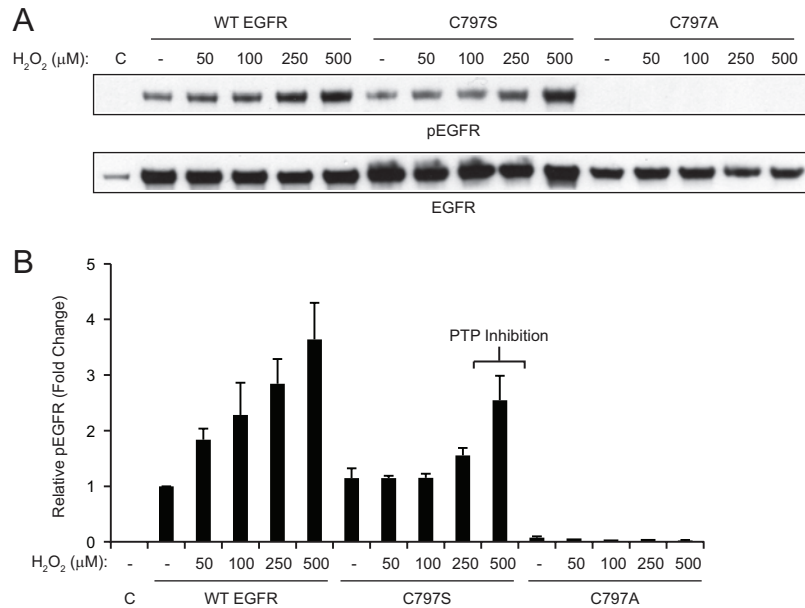 A
WT EGFR C797S C797A
H₂O₂ (μM): C - 50 100 250 500 - 50 100 250 500 - 50 100 250 500
pEGFR
EGFR
B
Relative pEGFR (Fold Change)
5
4
3
2
1
0
PTP Inhibition
H₂O₂ (μM): - - 50 100 250 500 - 50 100 250 500 - 50 100 250 500
C WT EGFR C797S C797A